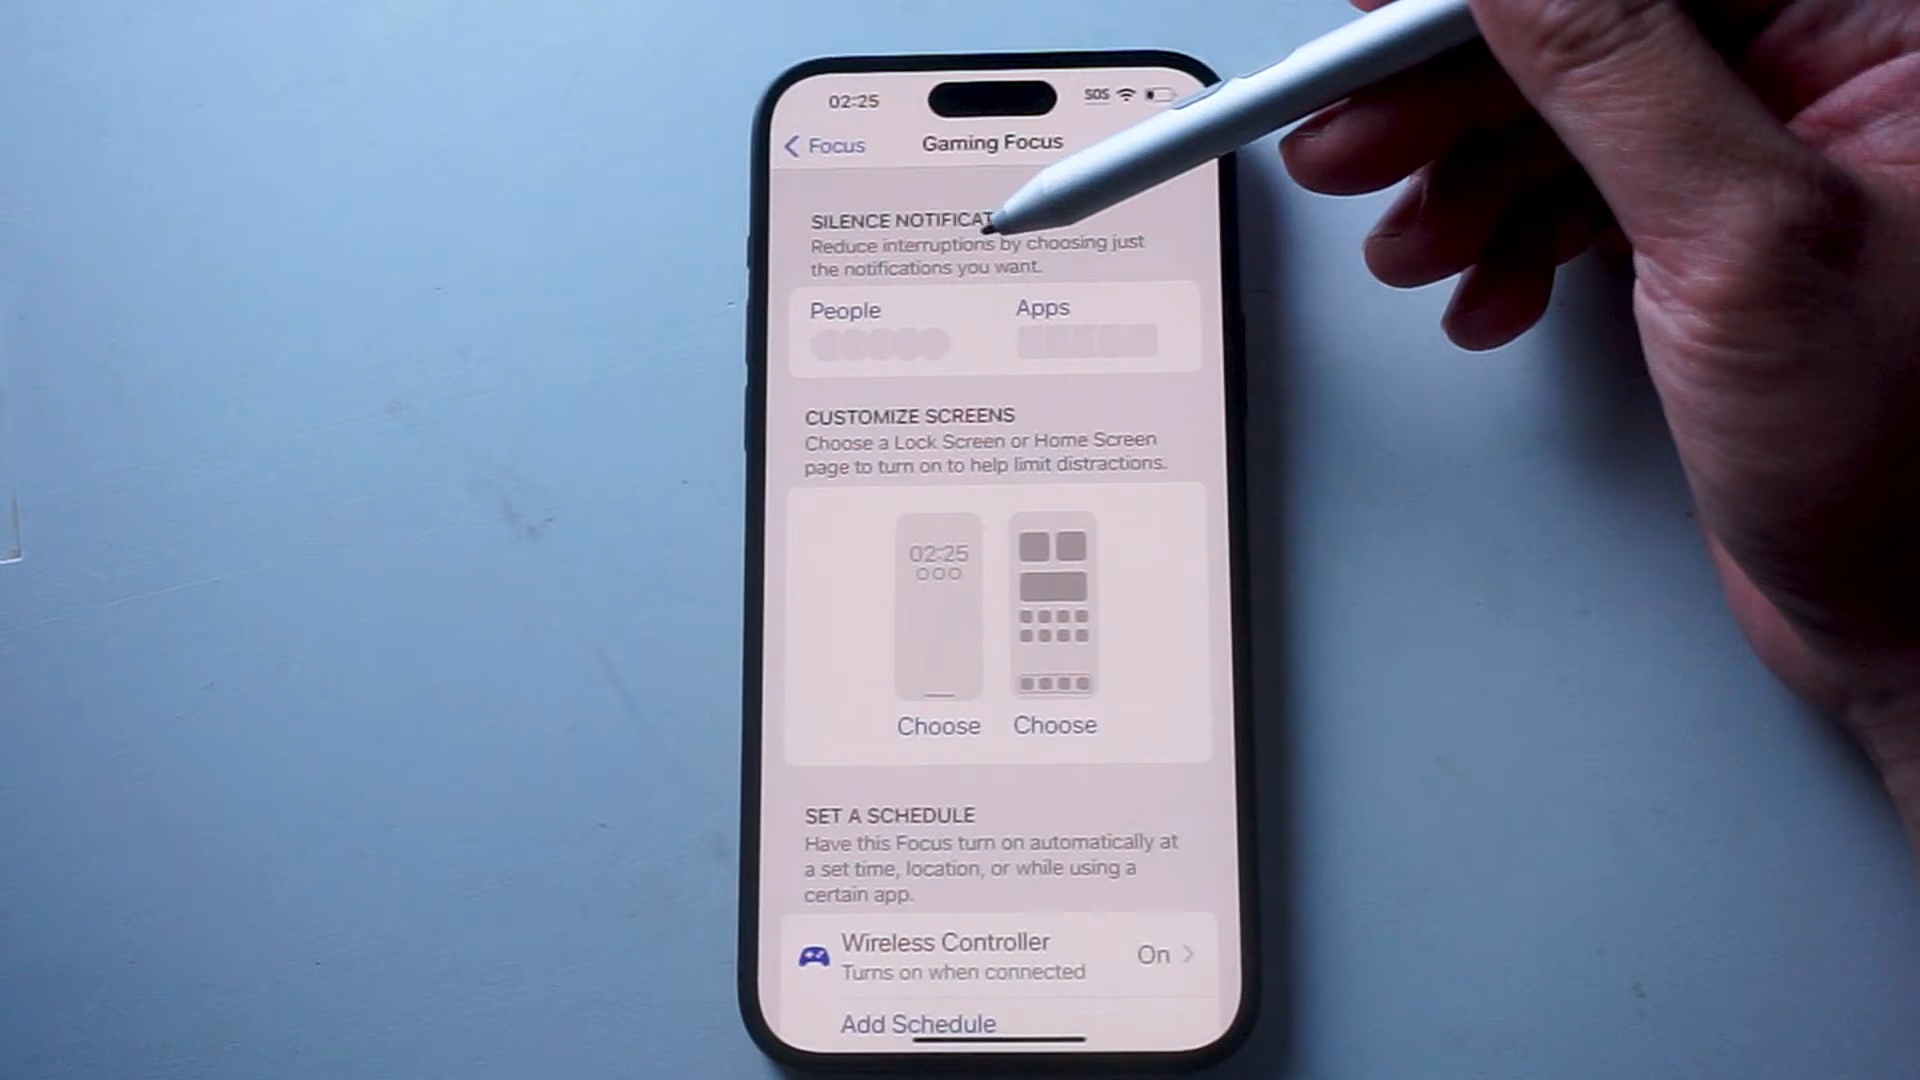 02:25
SOS
Focus
Gaming Focus
SILENCE NOTIFICAT
Reduce interruptions by choosing just
the notifications you want.
People
Apps
CUSTOMIZE SCREENS
Choose a Lock Screen or Home Screen
page to turn on to help limit distractions.
02:25
Choose
Choose
SET A SCHEDULE
Have this Focus turn on automatically at
a set time, location, or while using a
certain app.
Wireless Controller
On
Turns on when connected
Add Schedule